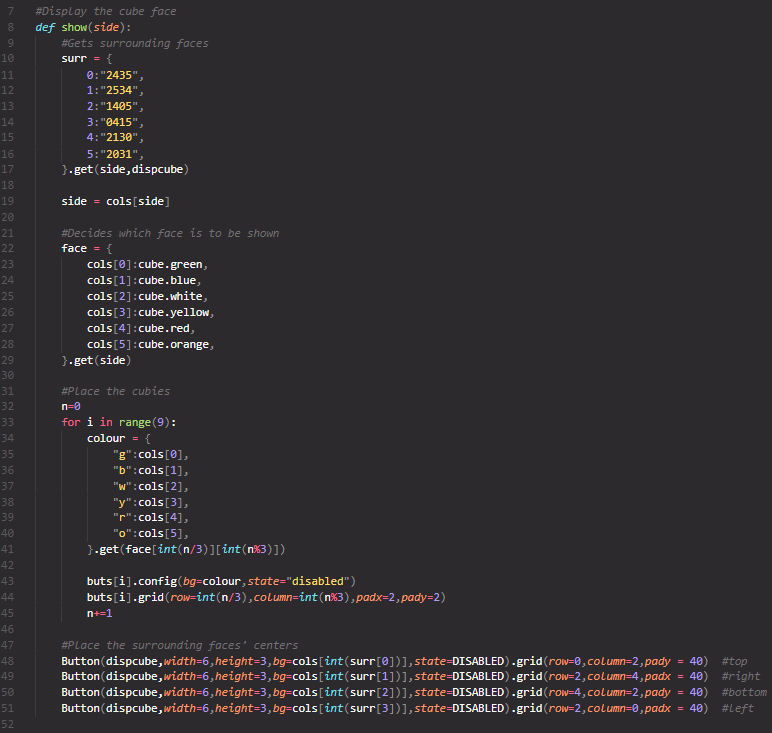 7 #Display the cube face
8 def show(side):
9 #Gets surrounding faces
10 surr = {
11 0:"2435",
12 1:"2534",
13 2:"1405",
14 3:"0415",
15 4:"2130",
16 5:"2031",
17 }.get(side,dispcube)
18
19 side = cols[side]
20
21 #Decides which face is to be shown
22 face = {
23 cols[0]:cube.green,
24 cols[1]:cube.blue,
25 cols[2]:cube.white,
26 cols[3]:cube.yellow,
27 cols[4]:cube.red,
28 cols[5]:cube.orange,
29 }.get(side)
30
31 #Place the cubies
32 n=0
33 for i in range(9):
34 colour = {
35 "g":cols[0],
36 "b":cols[1],
37 "w":cols[2],
38 "y":cols[3],
39 "r":cols[4],
40 "o":cols[5],
41 }.get(face[int(n/3)][int(n%3)])
42
43 buts[i].config(bg=colour,state="disabled")
44 buts[i].grid(row=int(n/3),column=int(n%3),padx=2,pady=2)
45 n+=1
46
47 #Place the surrounding faces' centers
48 Button(dispcube,width=6,height=3,bg=cols[int(surr[0])],state=DISABLED).grid(row=0,column=2,pady = 40) #top
49 Button(dispcube,width=6,height=3,bg=cols[int(surr[1])],state=DISABLED).grid(row=2,column=4,padx = 40) #right
50 Button(dispcube,width=6,height=3,bg=cols[int(surr[2])],state=DISABLED).grid(row=4,column=2,pady = 40) #bottom
51 Button(dispcube,width=6,height=3,bg=cols[int(surr[3])],state=DISABLED).grid(row=2,column=0,padx = 40) #left
52